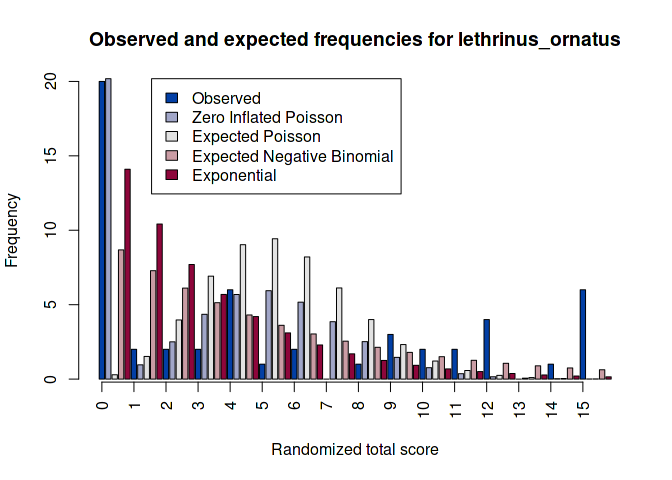 Observed and expected frequencies for lethrinus_ornatus
Observed
Zero Inflated Poisson
Expected Poisson
Expected Negative Binomial
Exponential
Frequency
20
15
10
5
0
0 1 2 3 4 5 6 7 8 9 10 11 12 13 14 15
Randomized total score